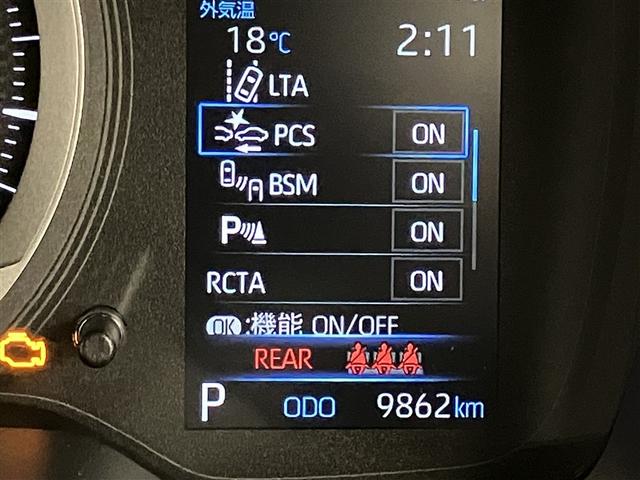 外気温
18℃ 2:11
LTA
PCS ON
BSM ON
P ON
RCTA ON
OK:機能 ON/OFF
REAR
P ODO 9862km